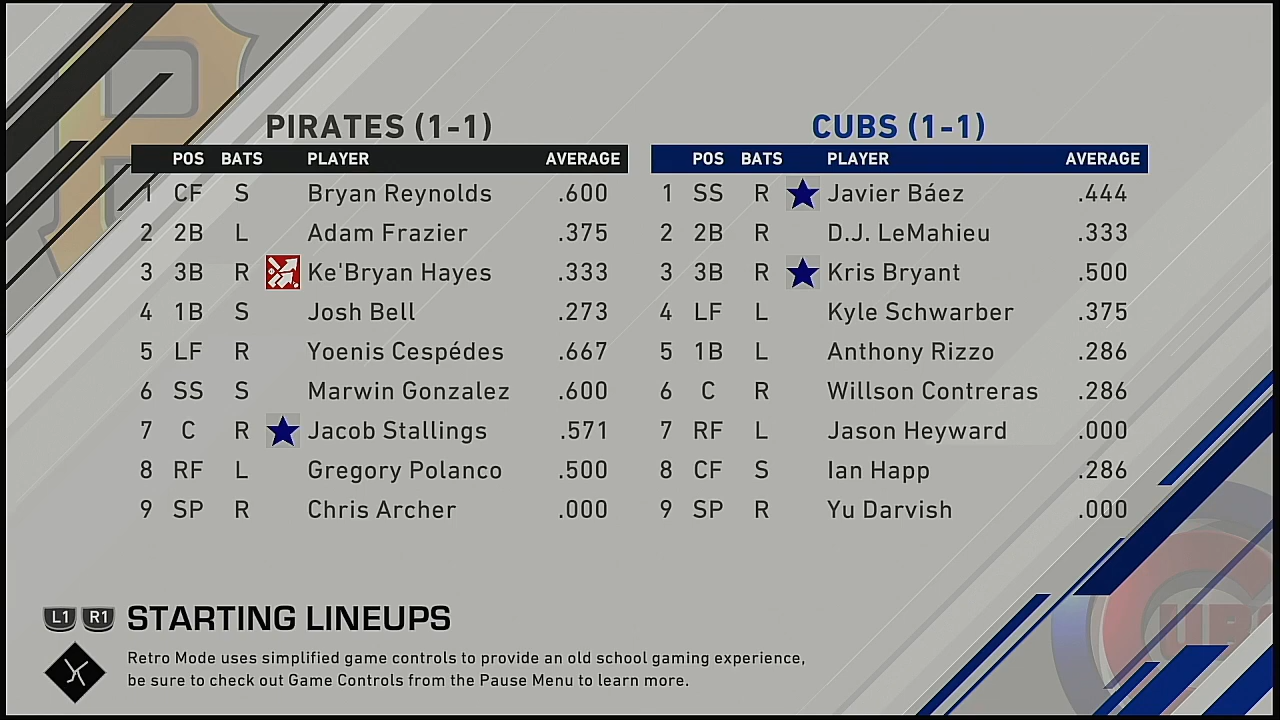 PIRATES (1-1)
POS BATS PLAYER AVERAGE
1 CF S Bryan Reynolds .600
2 2B L Adam Frazier .375
3 3B R Ke'Bryan Hayes .333
4 1B S Josh Bell .273
5 LF R Yoenis Cespédes .667
6 SS S Marwin Gonzalez .600
7 C R Jacob Stallings .571
8 RF L Gregory Polanco .500
9 SP R Chris Archer .000
CUBS (1-1)
POS BATS PLAYER AVERAGE
1 SS R Javier Báez .444
2 2B R D.J. LeMahieu .333
3 3B R Kris Bryant .500
4 LF L Kyle Schwarber .375
5 1B L Anthony Rizzo .286
6 C R Willson Contreras .286
7 RF L Jason Heyward .000
8 CF S Ian Happ .286
9 SP R Yu Darvish .000
L1 R1 STARTING LINEUPS
Retro Mode uses simplified game controls to provide an old school gaming experience,
be sure to check out Game Controls from the Pause Menu to learn more.